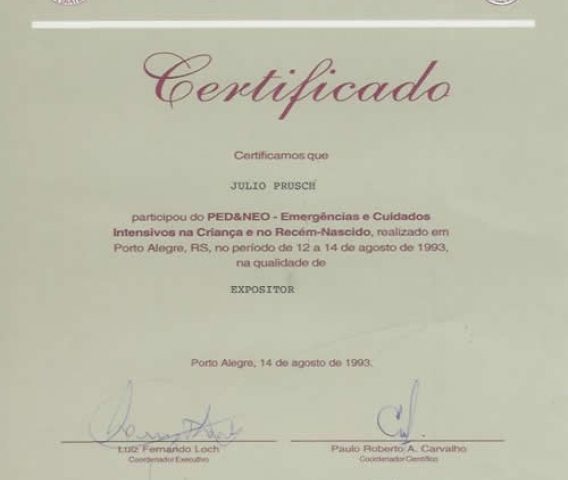 Certificado
Certificamos que
JULIO PRUSCH
participou do PED&NEO - Emergências e Cuidados
Intensivos na Criança e no Recém-Nascido, realizado em
Porto Alegre, RS, no período de 12 a 14 de agosto de 1993,
na qualidade de
EXPOSITOR
Porto Alegre, 14 de agosto de 1993.
Luiz Fernando Loch
Coordenador Executivo
Paulo Roberto A. Carvalho
Coordenador Científico